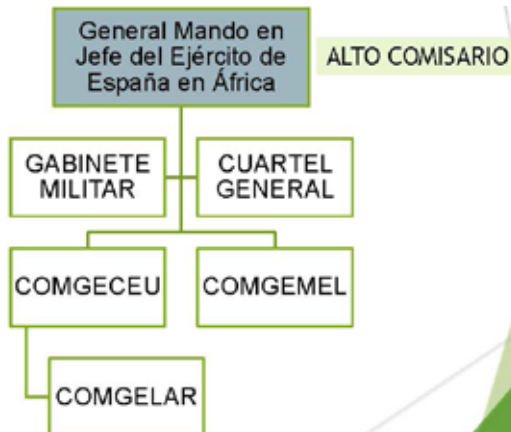 General Mando en
Jefe del Ejército de
España en África
ALTO COMISARIO
GABINETE
MILITAR
CUARTEL
GENERAL
COMGECEU
COMGEMEL
COMGELAR